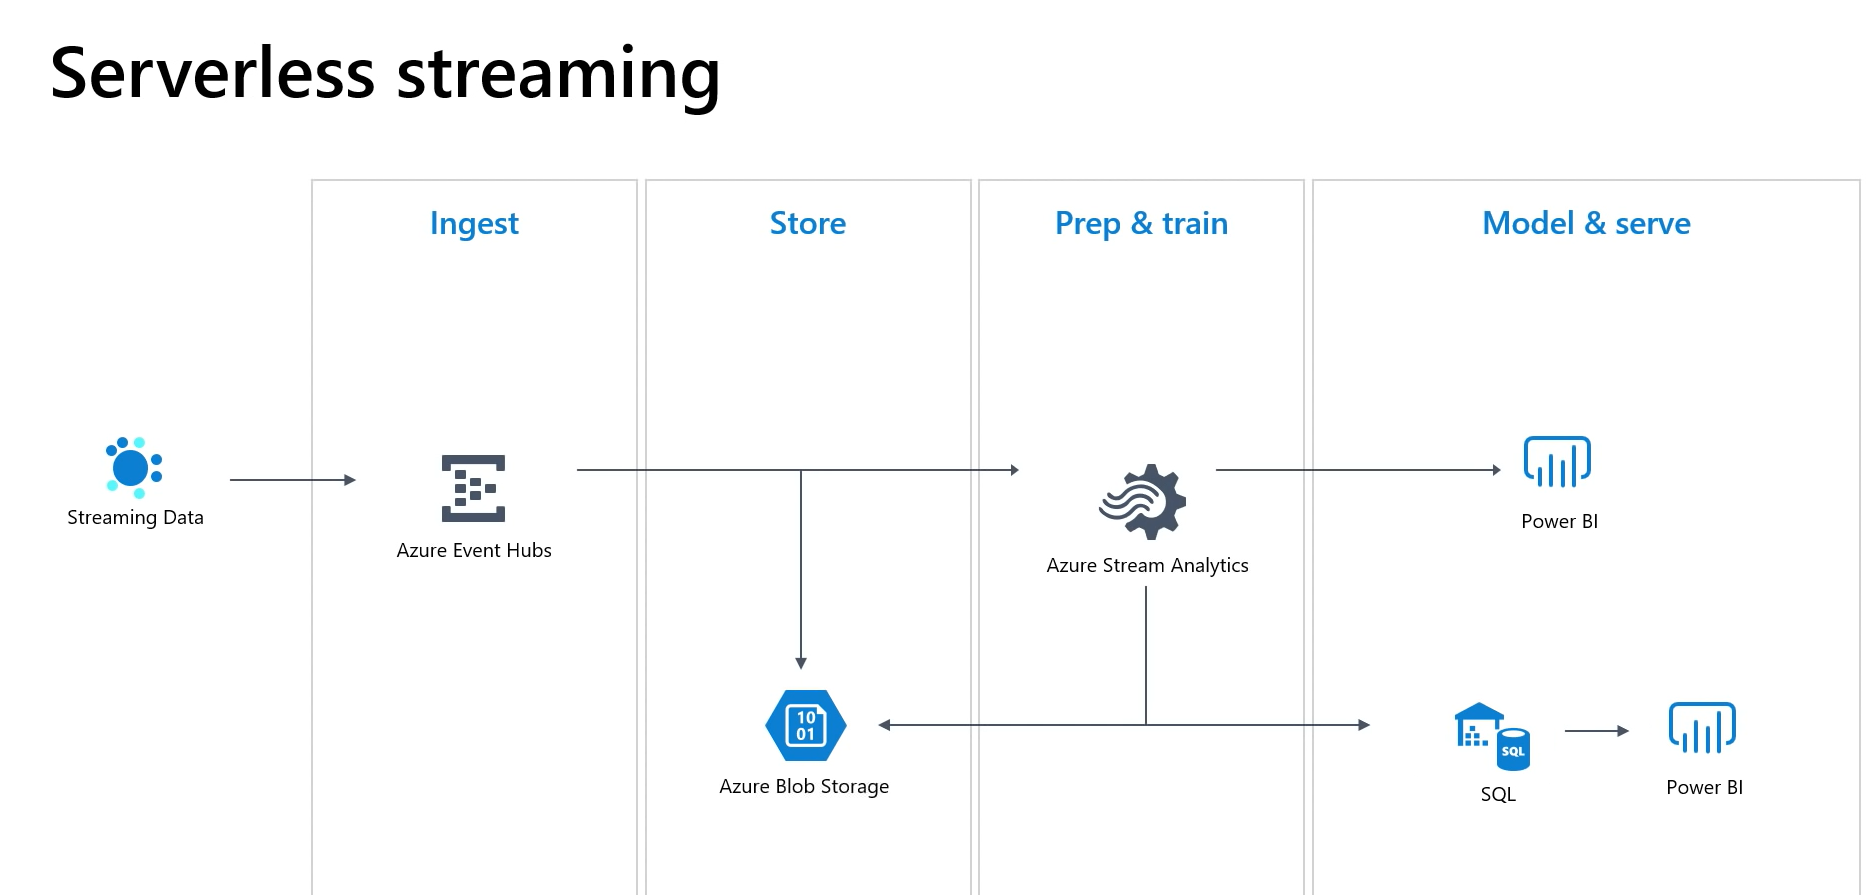 Serverless streaming
Ingest
Store
Prep & train
Model & serve
Streaming Data
Azure Event Hubs
Azure Stream Analytics
Power BI
10
01
Azure Blob Storage
SQL
SQL
Power BI